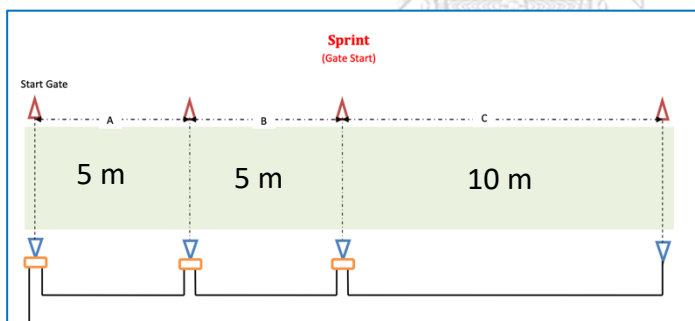 Sprint
(Gate Start)
Start Gate
A
B
C
5 m
5 m
10 m